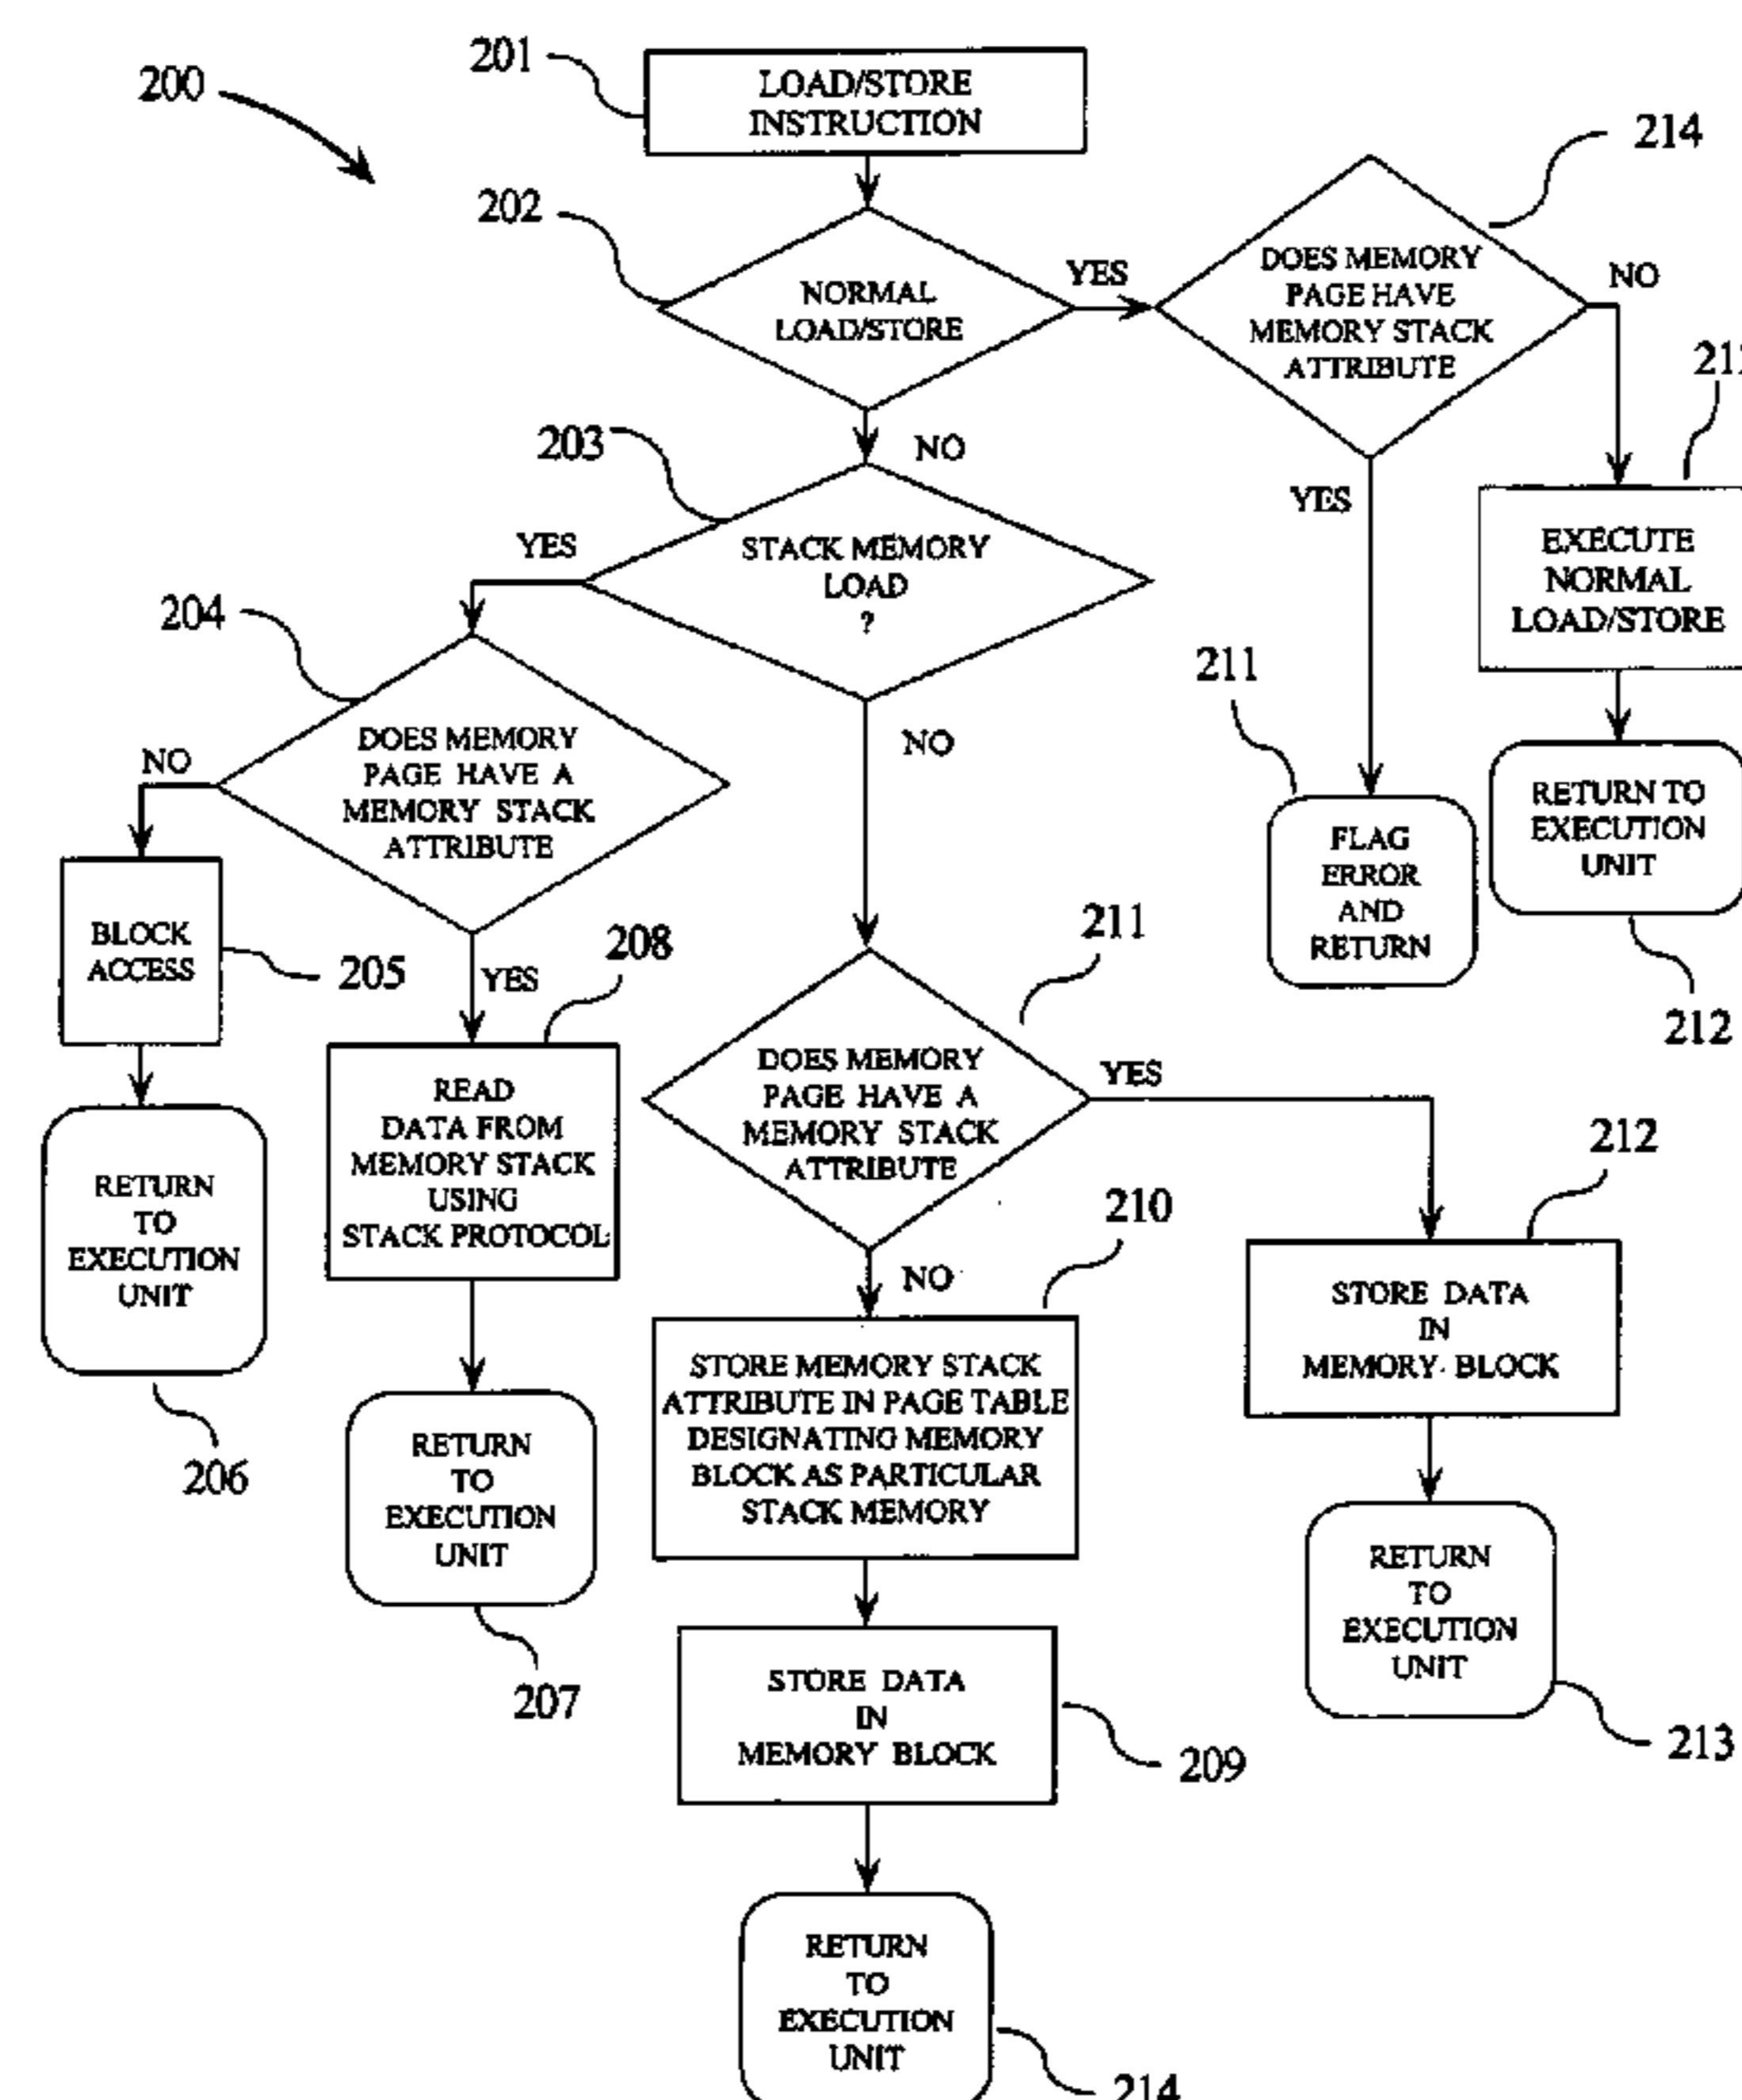 200
201
LOAD/STORE
INSTRUCTION
202
NORMAL
LOAD/STORE
YES
NO
214
DOES MEMORY
PAGE HAVE
MEMORY STACK
ATTRIBUTE
NO
YES
EXECUTE
NORMAL
LOAD/STORE
RETURN TO
EXECUTION
UNIT
212
211
FLAG
ERROR
AND
RETURN
203
STACK MEMORY
LOAD
?
YES
NO
204
DOES MEMORY
PAGE HAVE A
MEMORY STACK
ATTRIBUTE
NO
YES
BLOCK
ACCESS
205
RETURN
TO
EXECUTION
UNIT
206
208
READ
DATA FROM
MEMORY STACK
USING
STACK PROTOCOL
RETURN
TO
EXECUTION
UNIT
207
211
DOES MEMORY
PAGE HAVE A
MEMORY STACK
ATTRIBUTE
YES
NO
210
STORE MEMORY STACK
ATTRIBUTE IN PAGE TABLE
DESIGNATING MEMORY
BLOCK AS PARTICULAR
STACK MEMORY
STORE DATA
IN
MEMORY BLOCK
209
RETURN
TO
EXECUTION
UNIT
214
212
STORE DATA
IN
MEMORY BLOCK
RETURN
TO
EXECUTION
UNIT
213